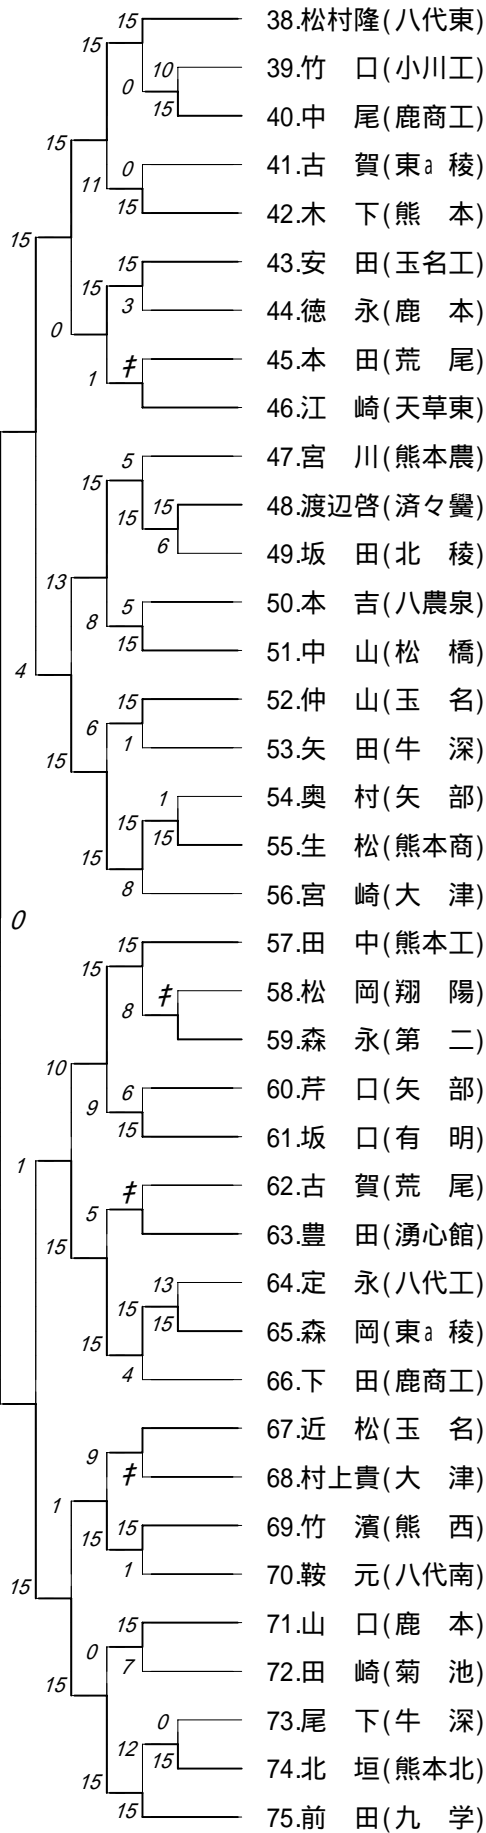 15 38.松村隆(八代東)
15
10 39.竹　口(小川工)
0
15 40.中　尾(鹿商工)
15
0 41.古　賀(東a 稜)
11
15 42.木　下(熊　本)
15
15 43.安　田(玉名工)
15
3 44.徳　永(鹿　本)
0
キ 45.本　田(荒　尾)
1
46.江　崎(天草東)
5 47.宮　川(熊本農)
15
15 48.渡辺啓(済々黌)
15
6 49.坂　田(北　稜)
13
5 50.本　吉(八農泉)
8
15 51.中　山(松　橋)
4
15 52.仲　山(玉　名)
6
1 53.矢　田(牛　深)
15
1 54.奥　村(矢　部)
15
15 55.生　松(熊本商)
15
8 56.宮　崎(大　津)
0
15 57.田　中(熊本工)
15
キ 58.松　岡(翔　陽)
8
59.森　永(第　二)
10
6 60.芹　口(矢　部)
9
15 61.坂　口(有　明)
1
キ 62.古　賀(荒　尾)
5
63.豊　田(湧心館)
15
13 64.定　永(八代工)
15
15 65.森　岡(東a 稜)
15
4 66.下　田(鹿商工)
67.近　松(玉　名)
9
キ 68.村上貴(大　津)
1
15 69.竹　濱(熊　西)
15
1 70.鞍　元(八代南)
15
15 71.山　口(鹿　本)
0
7 72.田　崎(菊　池)
15
0 73.尾　下(牛　深)
12
15 74.北　垣(熊本北)
15
15 75.前　田(九　学)